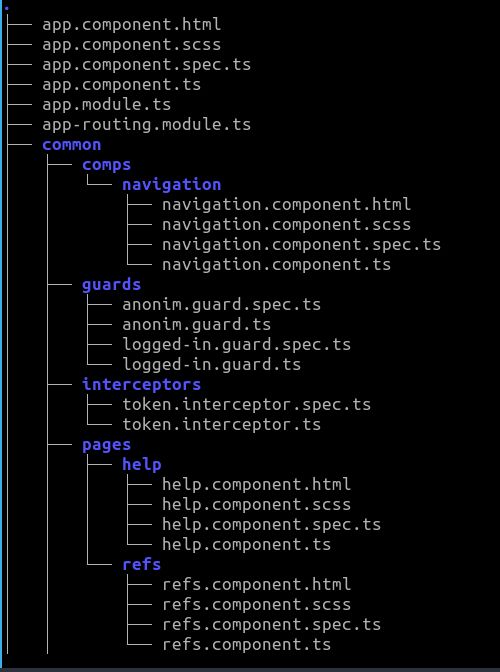 .
app.component.html
app.component.scss
app.component.spec.ts
app.component.ts
app.module.ts
app-routing.module.ts
common
comps
navigation
navigation.component.html
navigation.component.scss
navigation.component.spec.ts
navigation.component.ts
guards
anonim.guard.spec.ts
anonim.guard.ts
logged-in.guard.spec.ts
logged-in.guard.ts
interceptors
token.interceptor.spec.ts
token.interceptor.ts
pages
help
help.component.html
help.component.scss
help.component.spec.ts
help.component.ts
refs
refs.component.html
refs.component.scss
refs.component.spec.ts
refs.component.ts